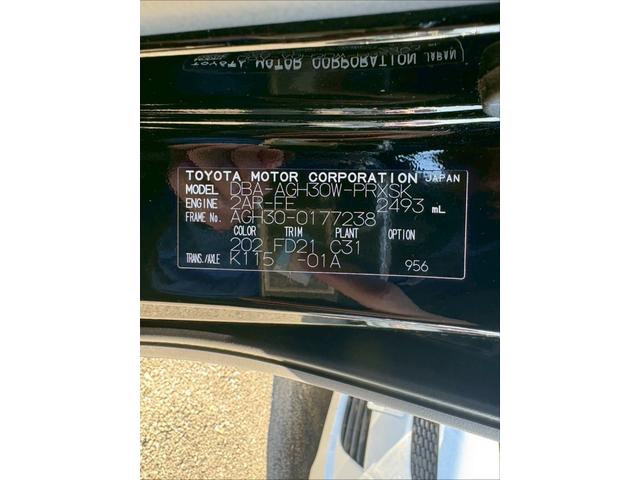 TOYOTA MOTOR CORPORATION JAPAN
MODEL DBA-AGH30W-PRXSK
ENGINE 2AR-FE 2493 mL
FRAME No. AGH30-0177238
COLOR TRIM PLANT OPTION
202 FD21 C31
TRANS./AXLE K115 -01A 956